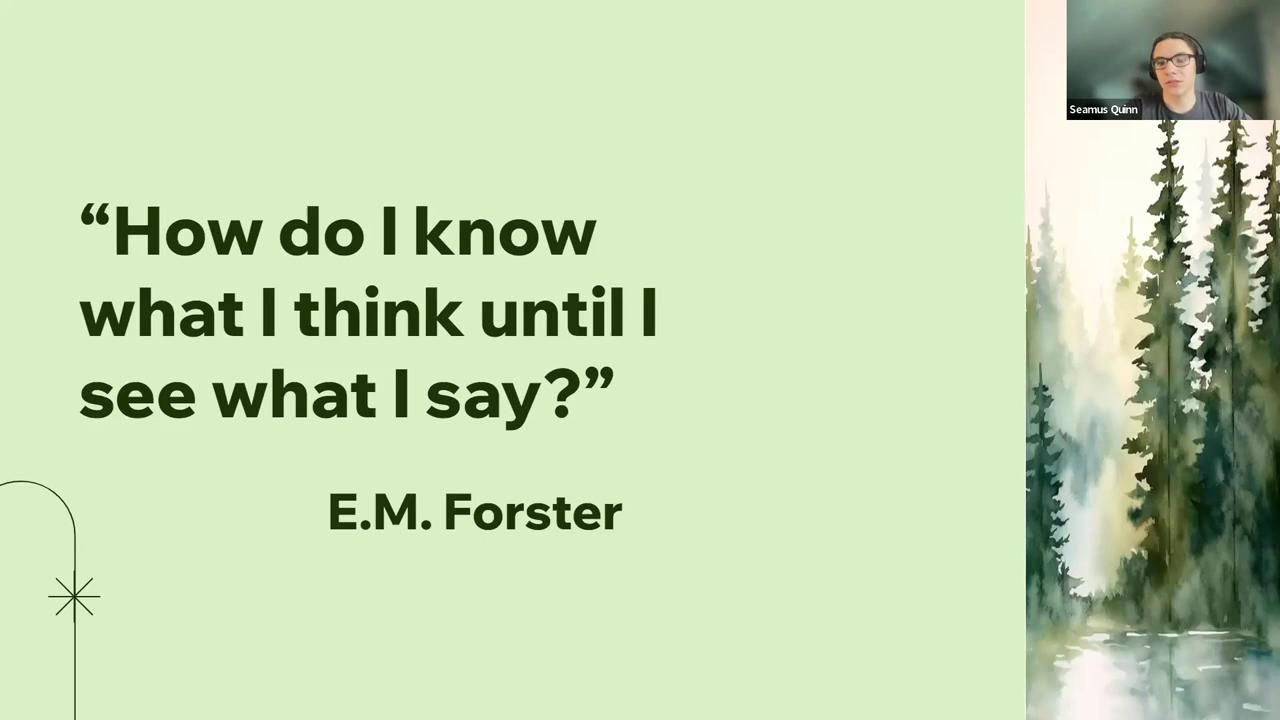 “How do I know
what I think until I
see what I say?”
E.M. Forster
Seamus Quinn